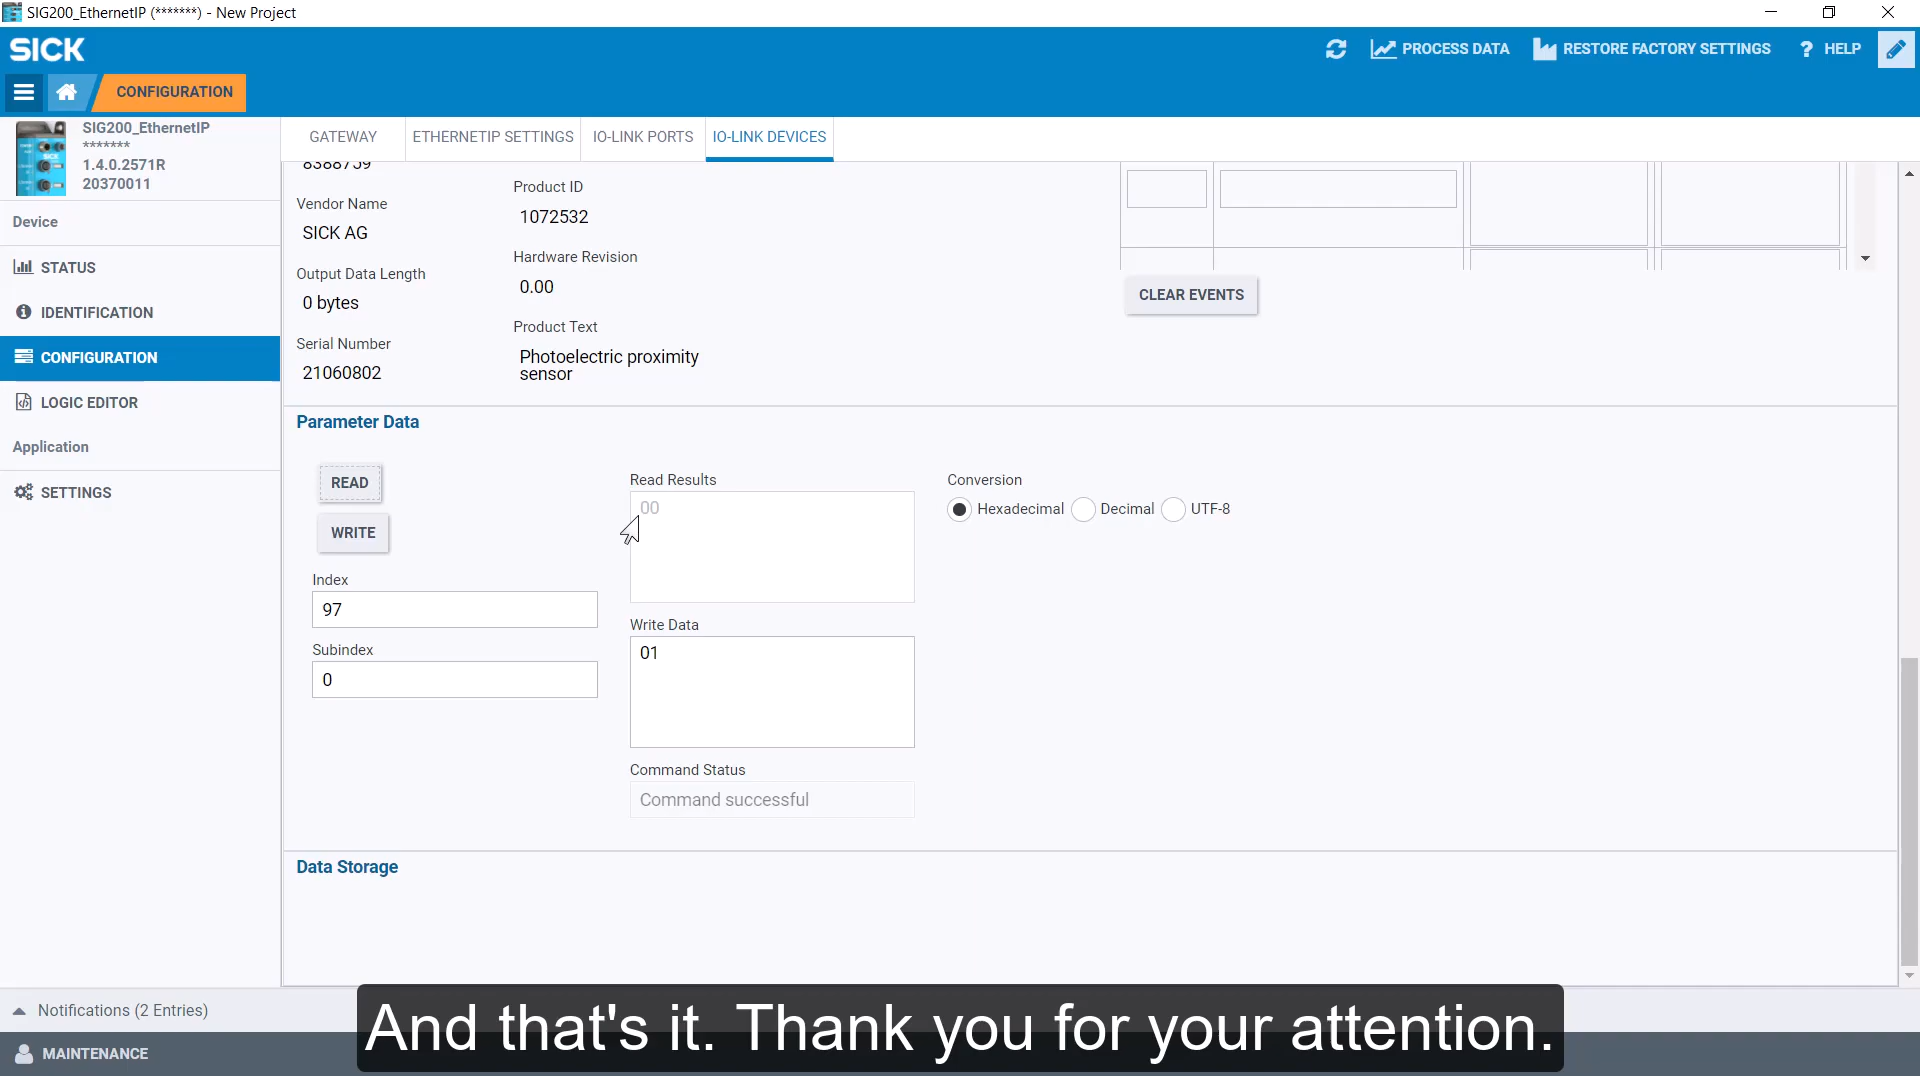 SIG200_EthernetIP (*******) - New Project
SICK
PROCESS DATA
RESTORE FACTORY SETTINGS
? HELP
CONFIGURATION
SIG200_EthernetIP
*******
1.4.0.2571R
20370011
GATEWAY
ETHERNETIP SETTINGS
IO-LINK PORTS
IO-LINK DEVICES
Device
STATUS
IDENTIFICATION
CONFIGURATION
LOGIC EDITOR
Application
SETTINGS
8388759
Vendor Name
SICK AG
Output Data Length
0 bytes
Serial Number
21060802
Product ID
1072532
Hardware Revision
0.00
Product Text
Photoelectric proximity
sensor
CLEAR EVENTS
Parameter Data
READ
WRITE
Index
97
Subindex
0
Read Results
00
Write Data
01
Command Status
Command successful
Conversion
Hexadecimal
Decimal
UTF-8
Data Storage
Notifications (2 Entries)
MAINTENANCE
And that's it. Thank you for your attention.